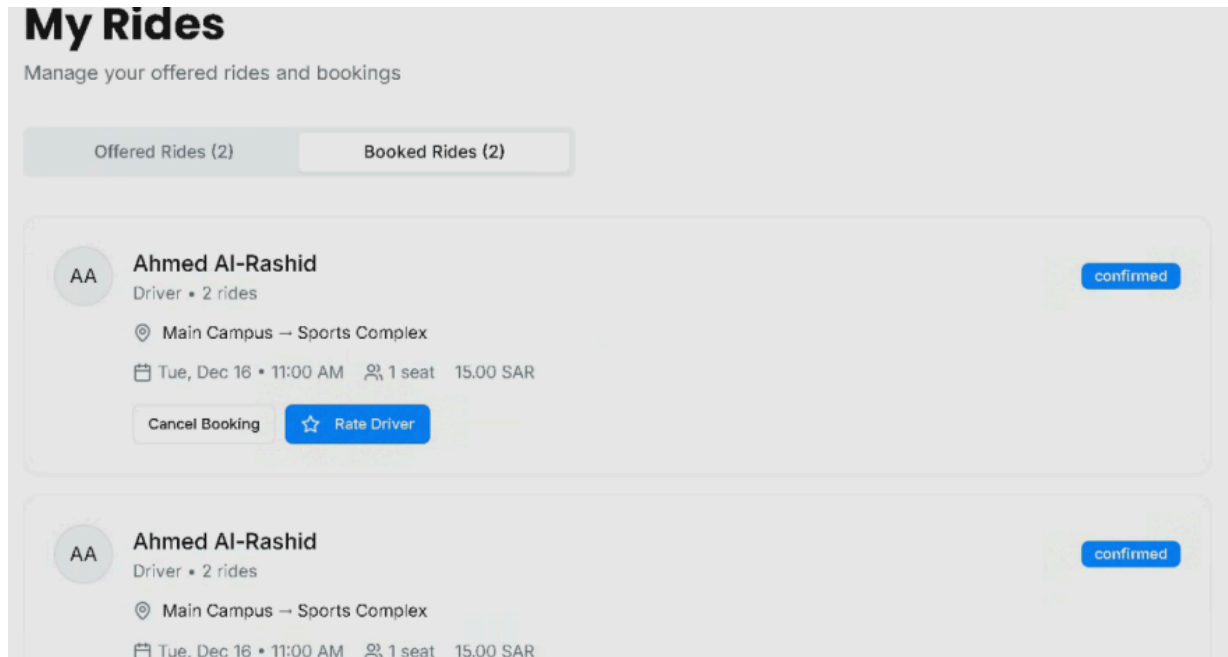 My Rides
Manage your offered rides and bookings
Offered Rides (2)
Booked Rides (2)
AA
Ahmed Al-Rashid
confirmed
Driver • 2 rides
Main Campus → Sports Complex
Tue, Dec 16 • 11:00 AM 1 seat 15.00 SAR
Cancel Booking
Rate Driver
AA
Ahmed Al-Rashid
confirmed
Driver • 2 rides
Main Campus → Sports Complex
Tue, Dec 16 • 11:00 AM 1 seat 15.00 SAR